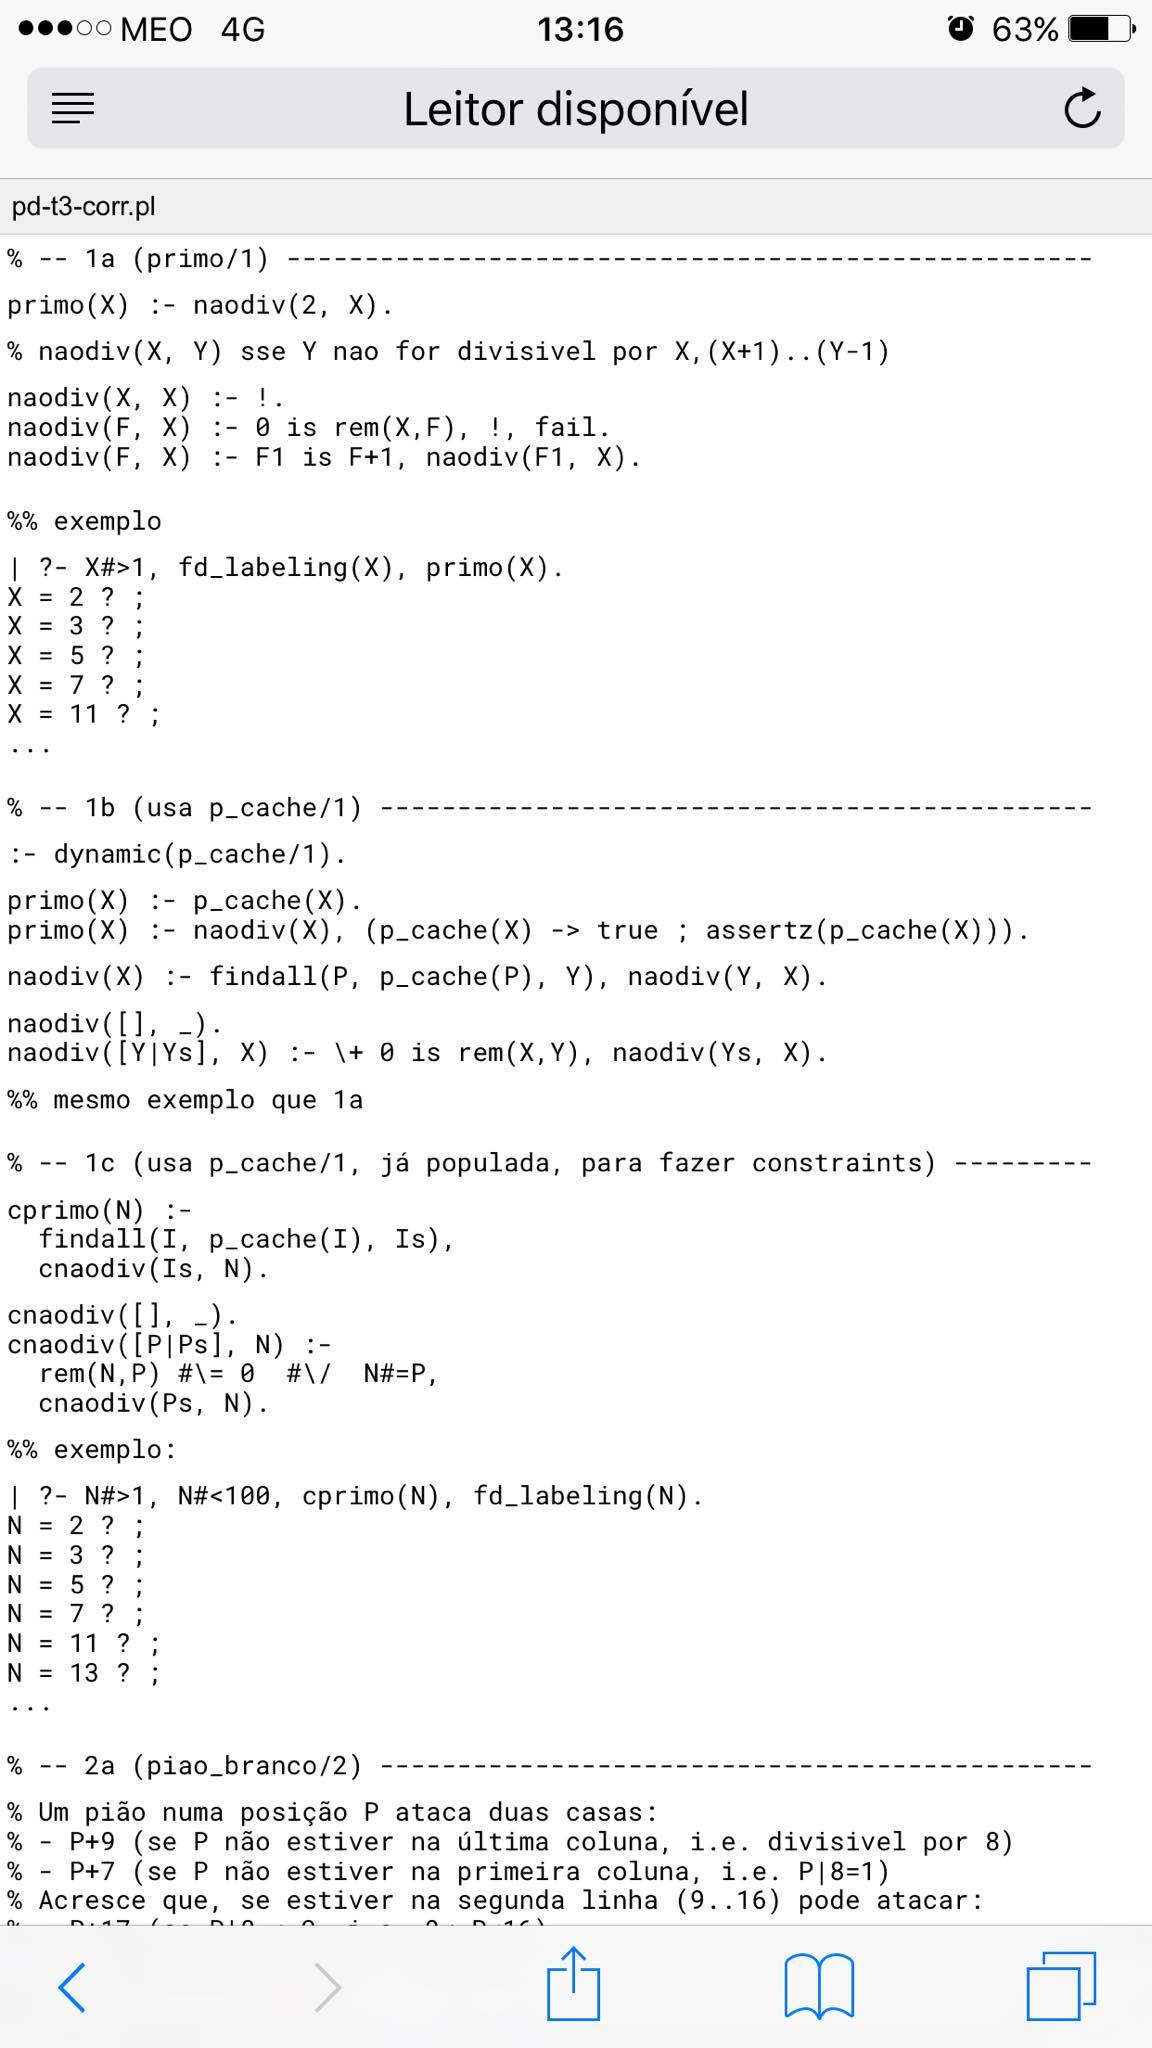 MEO 4G 13:16 63%
Leitor disponível
pd-t3-corr.pl
% -- 1a (primo/1) ----------------------------------------------------
primo(X) :- naodiv(2, X).
% naodiv(X, Y) sse Y nao for divisivel por X,(X+1)..(Y-1)
naodiv(X, X) :- !.
naodiv(F, X) :- 0 is rem(X,F), !, fail.
naodiv(F, X) :- F1 is F+1, naodiv(F1, X).
%% exemplo
| ?- X#>1, fd_labeling(X), primo(X).
X = 2 ? ;
X = 3 ? ;
X = 5 ? ;
X = 7 ? ;
X = 11 ? ;
...
% -- 1b (usa p_cache/1) ----------------------------------------------
:- dynamic(p_cache/1).
primo(X) :- p_cache(X).
primo(X) :- naodiv(X), (p_cache(X) -> true ; assertz(p_cache(X))).
naodiv(X) :- findall(P, p_cache(P), Y), naodiv(Y, X).
naodiv([], _).
naodiv([Y|Ys], X) :- \+ 0 is rem(X,Y), naodiv(Ys, X).
%% mesmo exemplo que 1a
% -- 1c (usa p_cache/1, já populada, para fazer constraints) ---------
cprimo(N) :-
  findall(I, p_cache(I), Is),
  cnaodiv(Is, N).
cnaodiv([], _).
cnaodiv([P|Ps], N) :-
  rem(N,P) #\= 0  #\/  N#=P,
  cnaodiv(Ps, N).
%% exemplo:
| ?- N#>1, N#<100, cprimo(N), fd_labeling(N).
N = 2 ? ;
N = 3 ? ;
N = 5 ? ;
N = 7 ? ;
N = 11 ? ;
N = 13 ? ;
...
% -- 2a (piao_branco/2) ----------------------------------------------
% Um pião numa posição P ataca duas casas:
% - P+9 (se P não estiver na última coluna, i.e. divisivel por 8)
% - P+7 (se P não estiver na primeira coluna, i.e. P|8=1)
% Acresce que, se estiver na segunda linha (9..16) pode atacar: